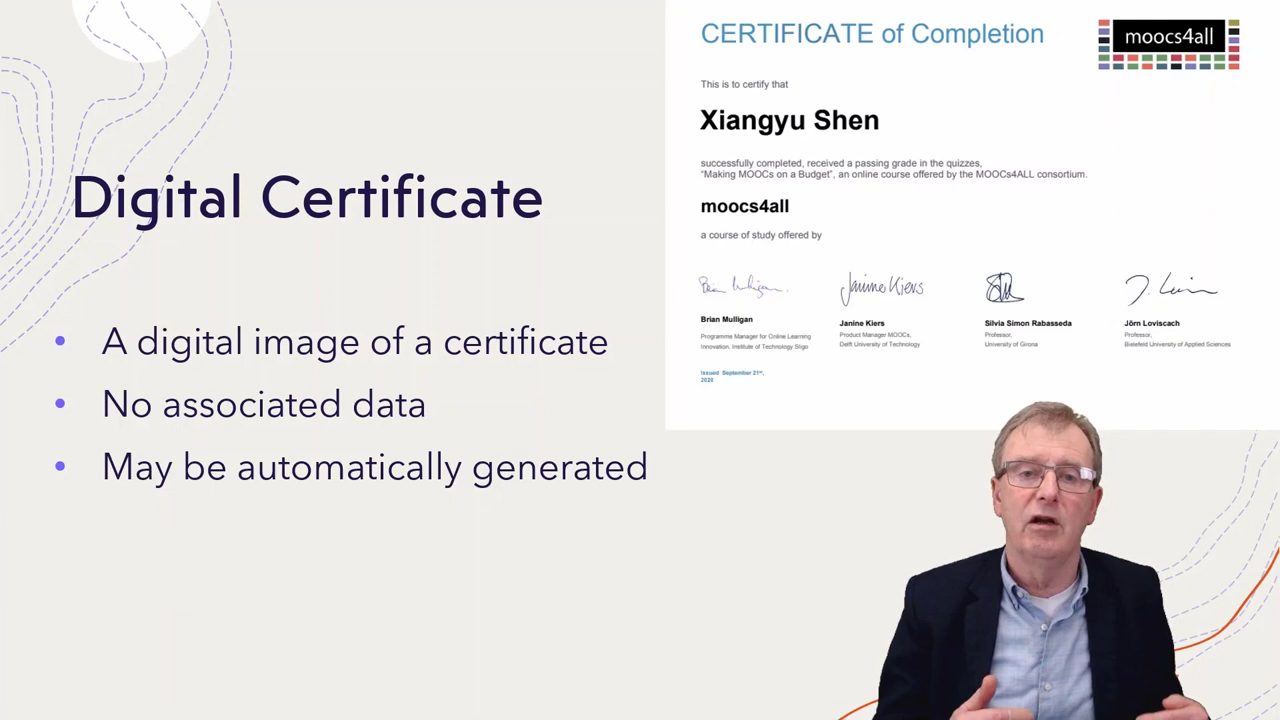 Digital Certificate
• A digital image of a certificate
• No associated data
• May be automatically generated
CERTIFICATE of Completion
moocs4all
This is to certify that
Xiangyu Shen
successfully completed, received a passing grade in the quizzes,
“Making MOOCs on a Budget”, an online course offered by the MOOCs4ALL consortium.
moocs4all
a course of study offered by
Brian Mulligan
Programme Manager for Online Learning
Innovation, Institute of Technology Sligo
Janine Kiers
Product Manager MOOCs,
Delft University of Technology
Silvia Simon Rabasseda
Professor,
University of Girona
Jörn Loviscach
Professor,
Bielefeld University of Applied Sciences
Issued September 21st,
2020